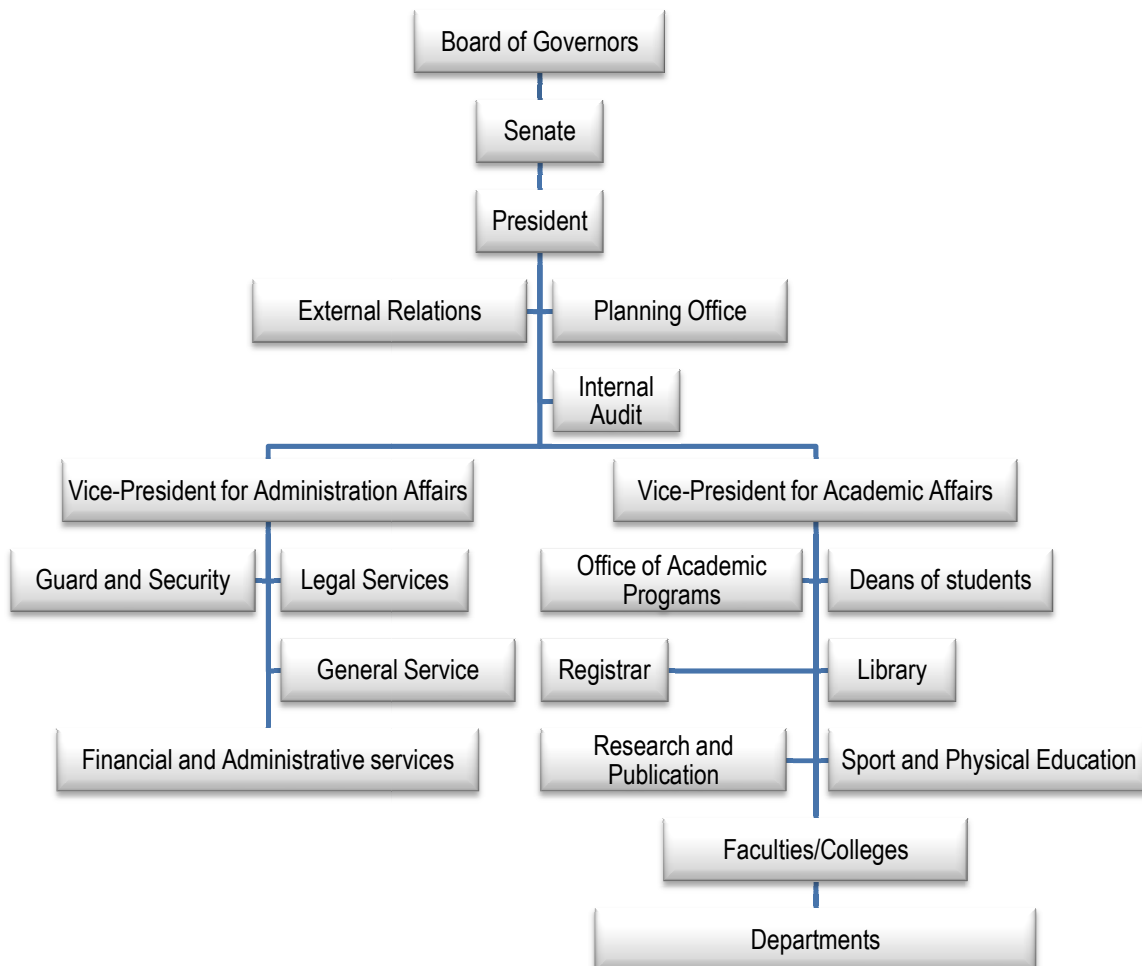 Board of Governors
Senate
President
External Relations
Planning Office
Internal
Audit
Vice-President for Administration Affairs
Vice-President for Academic Affairs
Guard and Security
Legal Services
Office of Academic
Programs
Deans of students
General Service
Registrar
Library
Financial and Administrative services
Research and
Publication
Sport and Physical Education
Faculties/Colleges
Departments